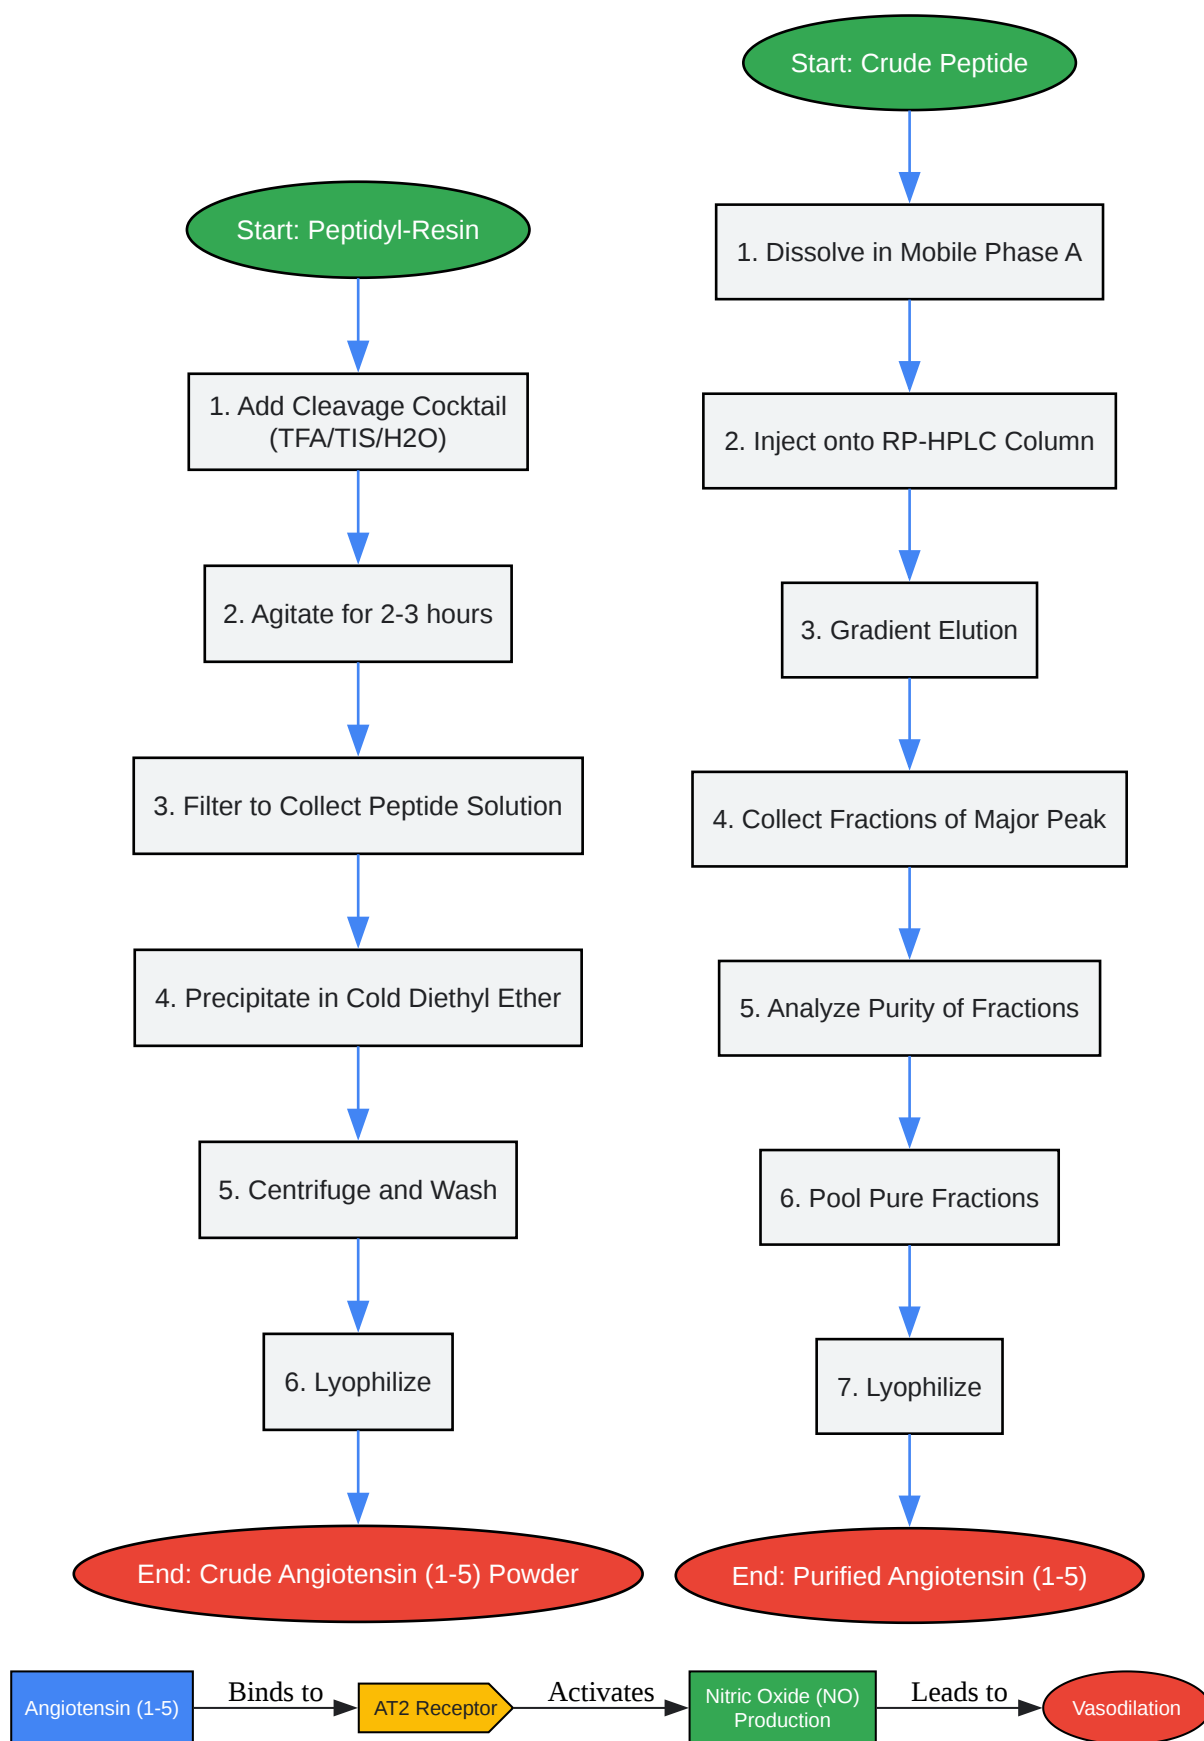 Start: Peptidyl-Resin
1. Add Cleavage Cocktail
(TFA/TIS/H2O)
2. Agitate for 2-3 hours
3. Filter to Collect Peptide Solution
4. Precipitate in Cold Diethyl Ether
5. Centrifuge and Wash
6. Lyophilize
End: Crude Angiotensin (1-5) Powder
Start: Crude Peptide
1. Dissolve in Mobile Phase A
2. Inject onto RP-HPLC Column
3. Gradient Elution
4. Collect Fractions of Major Peak
5. Analyze Purity of Fractions
6. Pool Pure Fractions
7. Lyophilize
End: Purified Angiotensin (1-5)
Angiotensin (1-5)
Binds to
AT2 Receptor
Activates
Nitric Oxide (NO)
Production
Leads to
Vasodilation